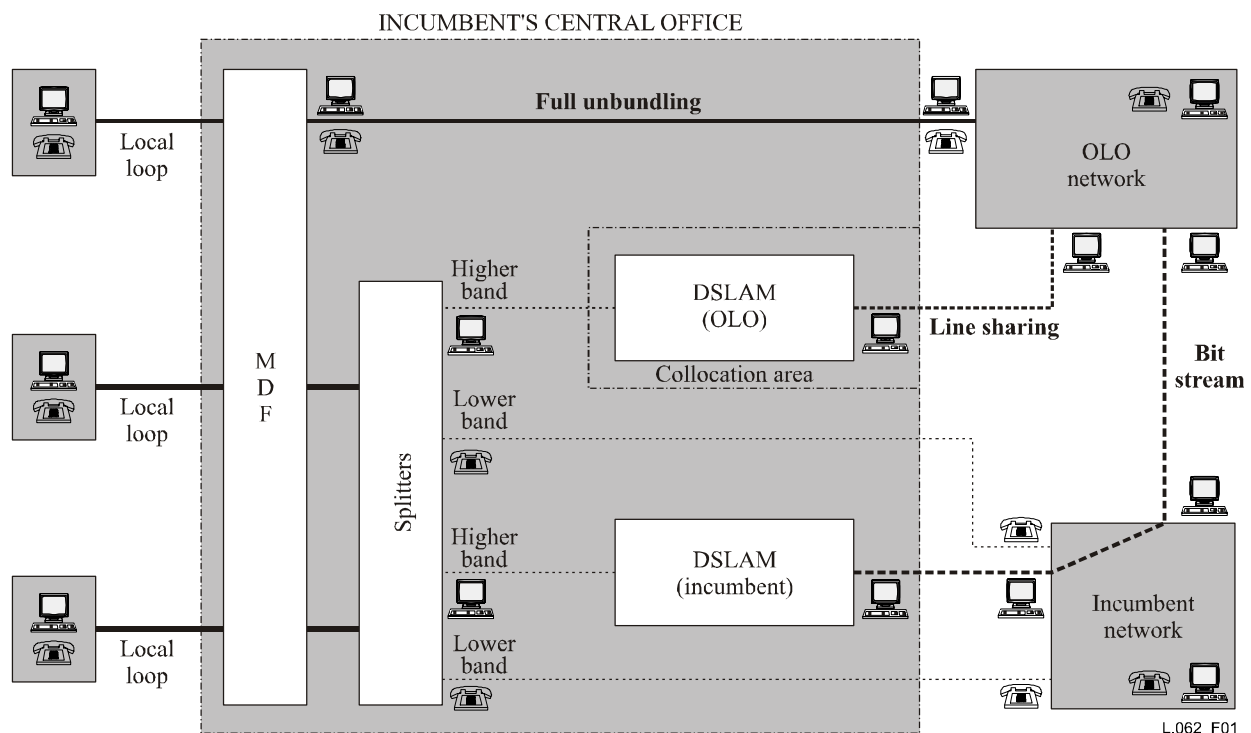 INCUMBENT'S CENTRAL OFFICE
Full unbundling
Local
loop
OLO
network
Higher
band
DSLAM
(OLO)
Line sharing
Collocation area
Bit
stream
M
D
F
Local
loop
Lower
band
Splitters
Higher
band
DSLAM
(incumbent)
Incumbent
network
Local
loop
Lower
band
L.062_F01